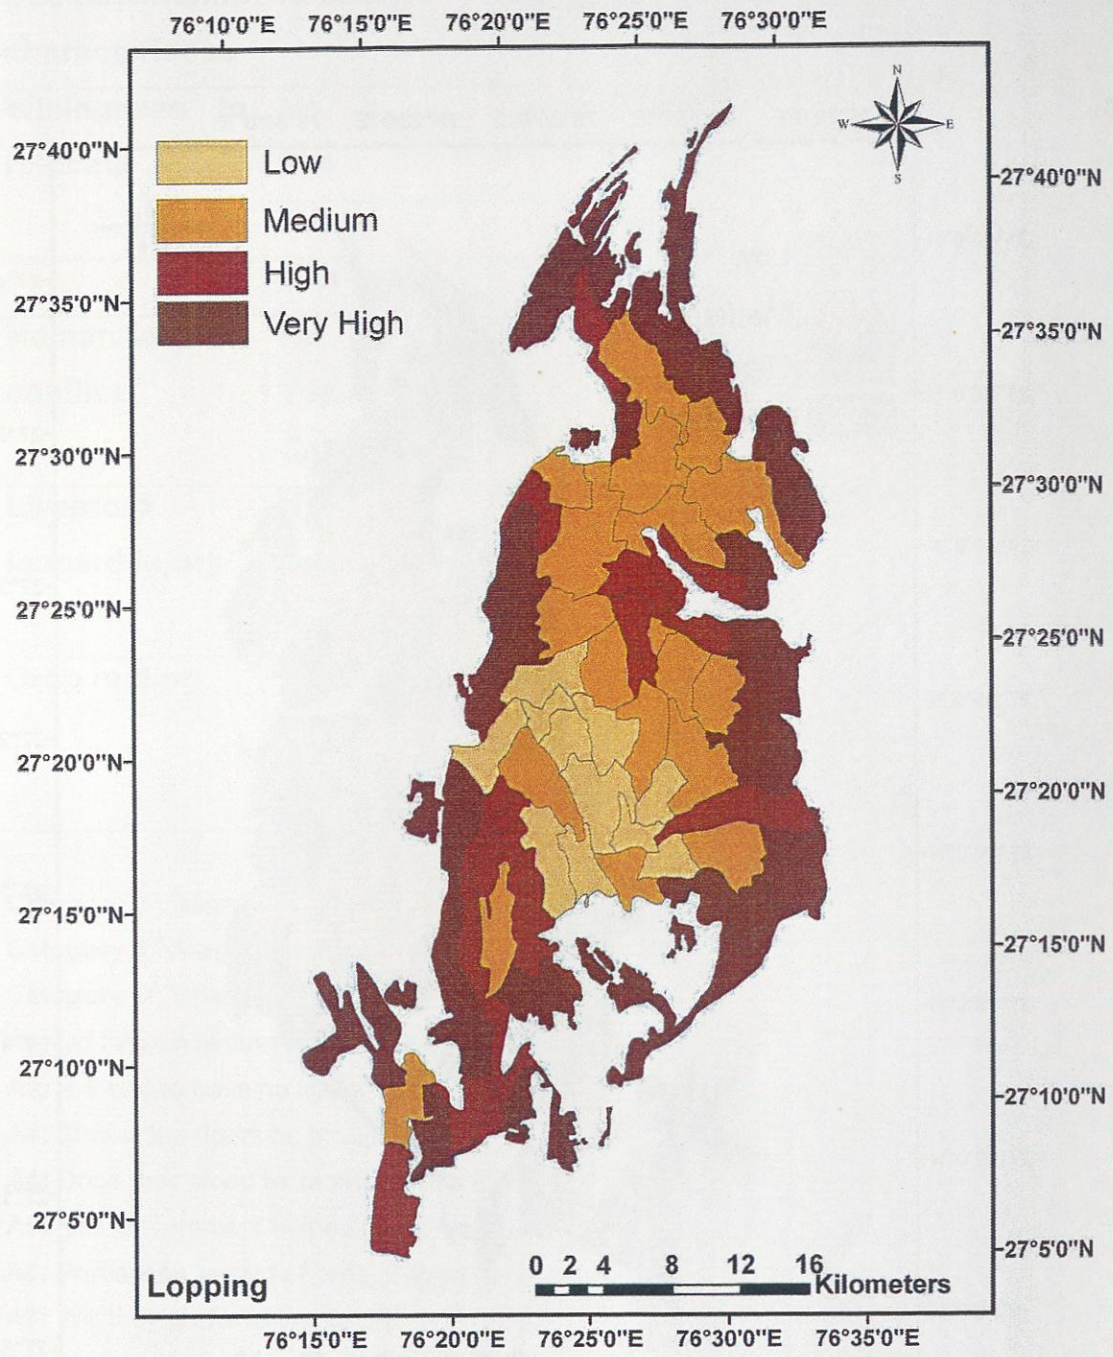 76°10'0"E 76°15'0"E 76°20'0"E 76°25'0"E 76°30'0"E
N
W E
S
27°40'0"N
27°40'0"N
Low
Medium
High
Very High
27°35'0"N
27°35'0"N
27°30'0"N
27°30'0"N
27°25'0"N
27°25'0"N
27°20'0"N
27°20'0"N
27°15'0"N
27°15'0"N
27°10'0"N
27°10'0"N
27°5'0"N
27°5'0"N
0 2 4 8 12 16
Kilometers
Lopping
76°15'0"E 76°20'0"E 76°25'0"E 76°30'0"E 76°35'0"E